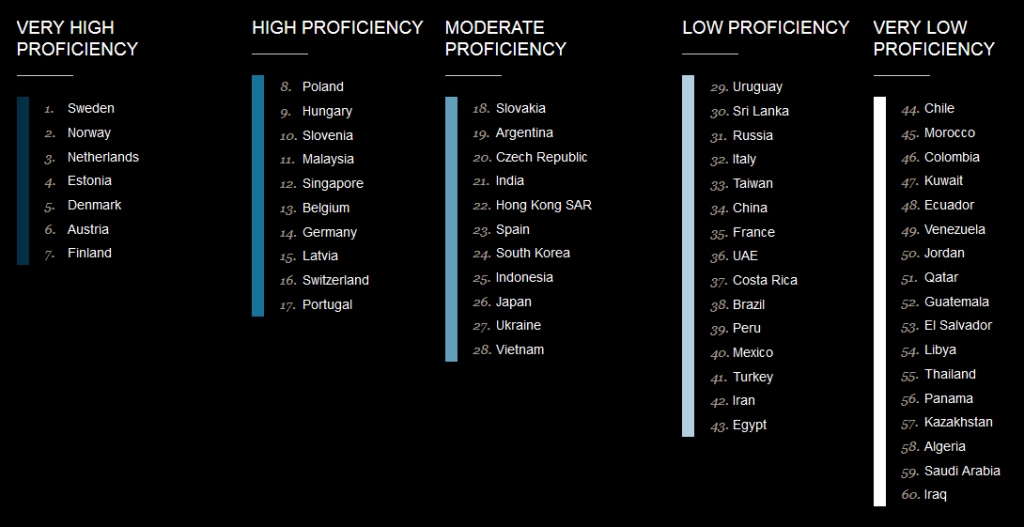 VERY HIGH
PROFICIENCY
1. Sweden
2. Norway
3. Netherlands
4. Estonia
5. Denmark
6. Austria
7. Finland
HIGH PROFICIENCY
8. Poland
9. Hungary
10. Slovenia
11. Malaysia
12. Singapore
13. Belgium
14. Germany
15. Latvia
16. Switzerland
17. Portugal
MODERATE
PROFICIENCY
18. Slovakia
19. Argentina
20. Czech Republic
21. India
22. Hong Kong SAR
23. Spain
24. South Korea
25. Indonesia
26. Japan
27. Ukraine
28. Vietnam
LOW PROFICIENCY
29. Uruguay
30. Sri Lanka
31. Russia
32. Italy
33. Taiwan
34. China
35. France
36. UAE
37. Costa Rica
38. Brazil
39. Peru
40. Mexico
41. Turkey
42. Iran
43. Egypt
VERY LOW
PROFICIENCY
44. Chile
45. Morocco
46. Colombia
47. Kuwait
48. Ecuador
49. Venezuela
50. Jordan
51. Qatar
52. Guatemala
53. El Salvador
54. Libya
55. Thailand
56. Panama
57. Kazakhstan
58. Algeria
59. Saudi Arabia
60. Iraq